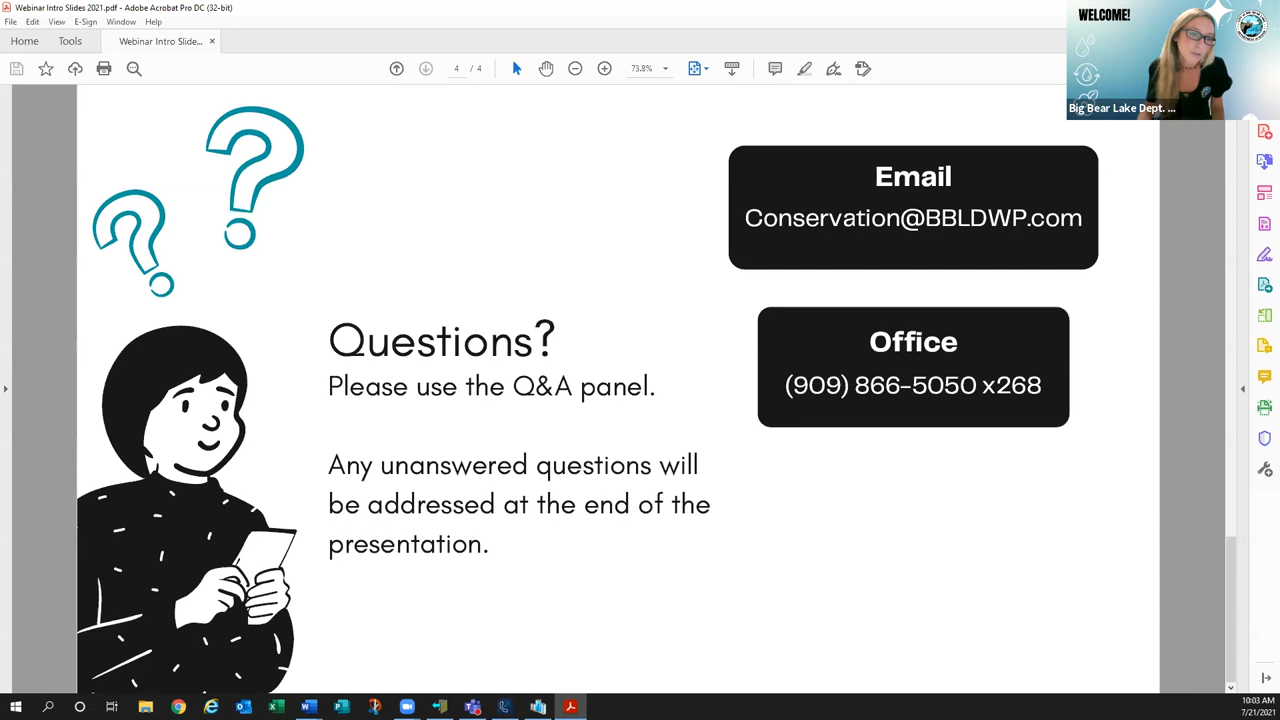 Webinar Intro Slides 2021.pdf - Adobe Acrobat Pro DC (32-bit)
File Edit View E-Sign Window Help
Home Tools Webinar Intro Slide... ×
4 / 4 73.8%
WELCOME!
Big Bear Lake Dept. ...
Email
Conservation@BBLDWP.com
Office
(909) 866-5050 x268
Questions?
Please use the Q&A panel.
Any unanswered questions will
be addressed at the end of the
presentation.
10:03 AM
7/21/2021